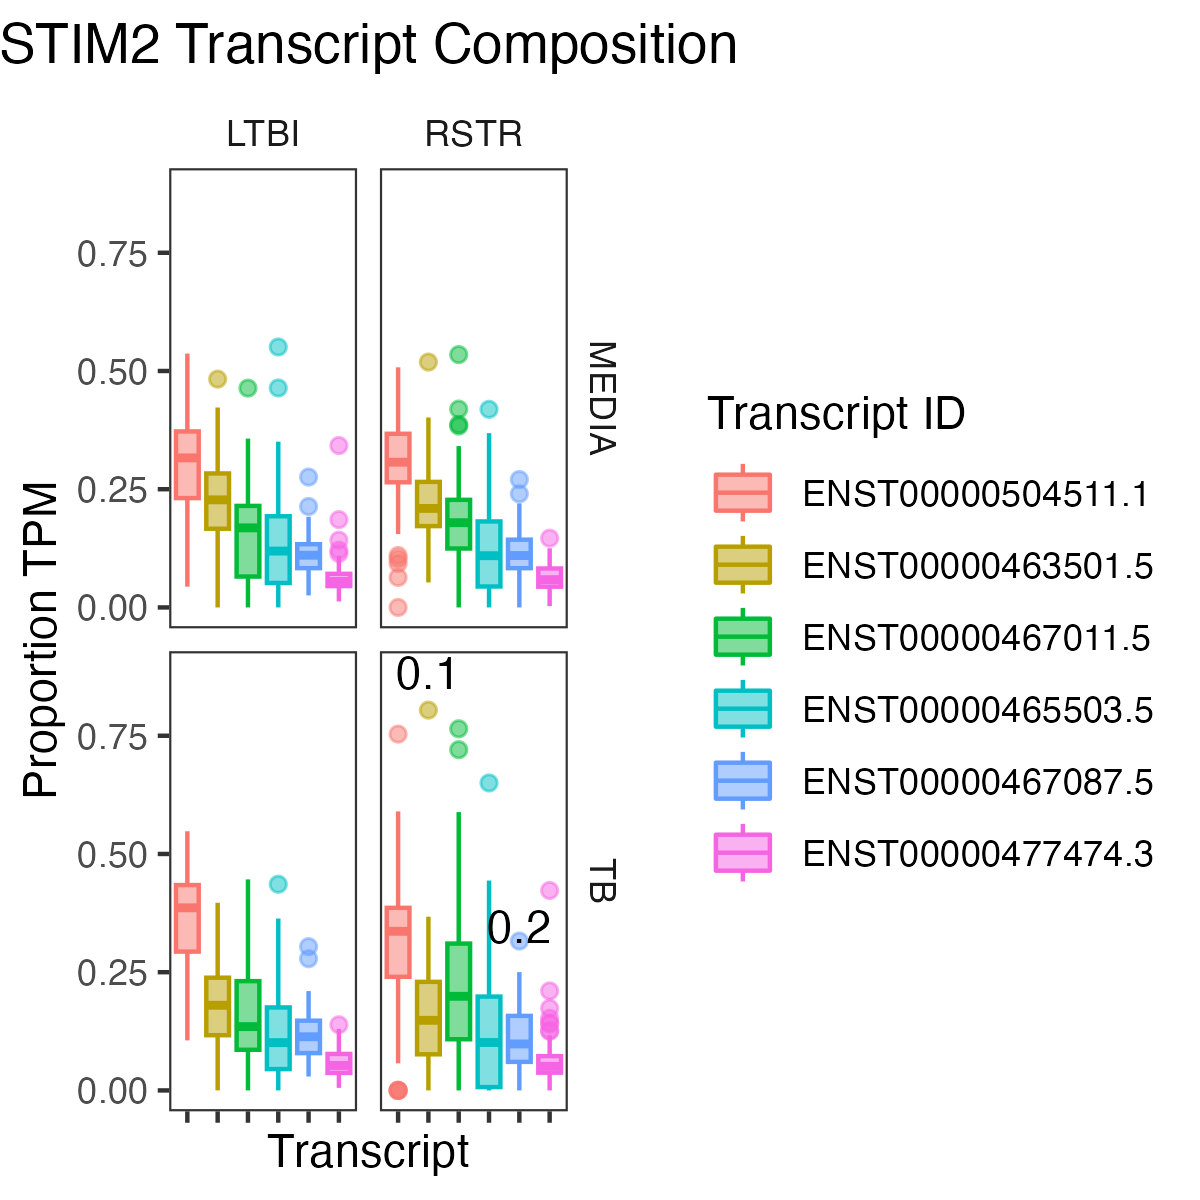 STIM2 Transcript Composition
LTBI
RSTR
0.75
0.50
0.25
0.00
MEDIA
0.1
0.2
0.75
0.50
0.25
0.00
TB
Proportion TPM
Transcript
Transcript ID
ENST00000504511.1
ENST00000463501.5
ENST00000467011.5
ENST00000465503.5
ENST00000467087.5
ENST00000477474.3